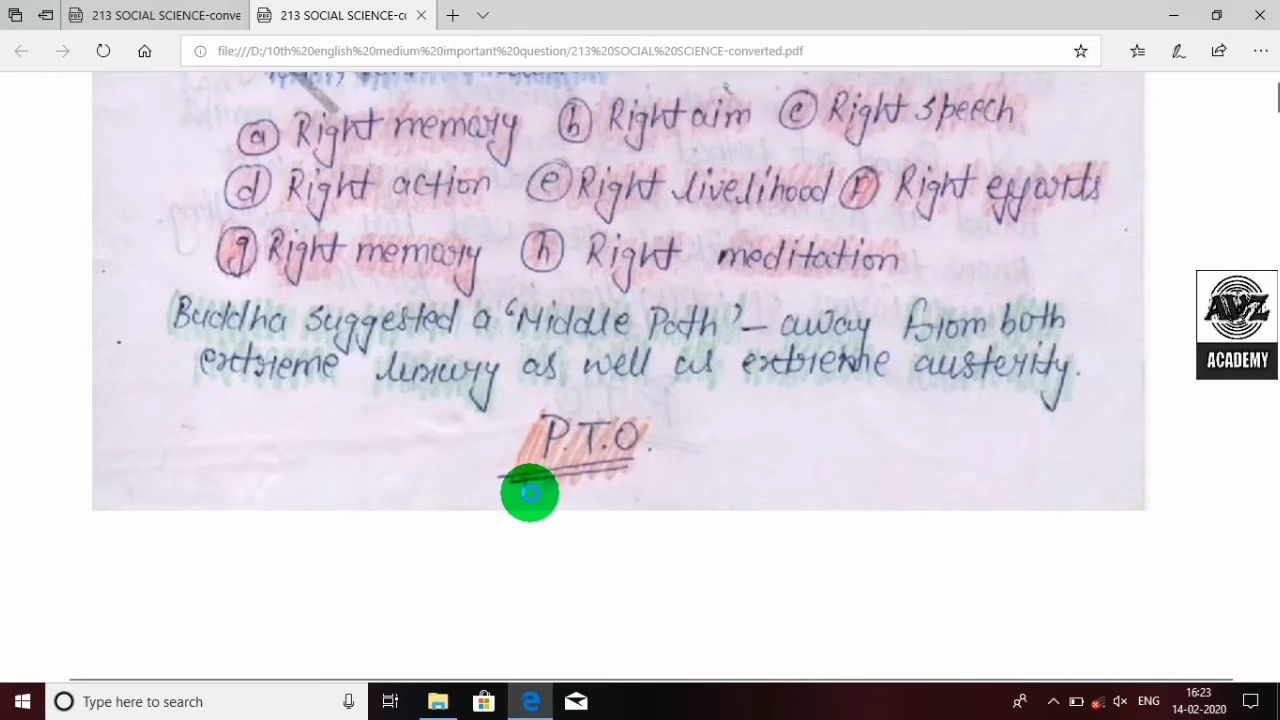 213 SOCIAL SCIENCE-conve
213 SOCIAL SCIENCE-co
file:///D:/10th%20english%20medium%20important%20question/213%20SOCIAL%20SCIENCE-converted.pdf
(a) Right memory (b) Right aim (c) Right speech
(d) Right action (e) Right livelihood (f) Right efforts
(g) Right memory (h) Right meditation
Buddha suggested a 'Middle Path' - away from both
extreme luxury as well as extreme austerity.
P.T.O.
AWZ
ACADEMY
Type here to search
ENG
16:23
14-02-2020